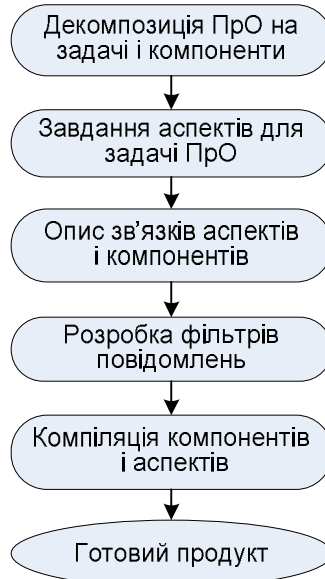 Декомпозиція ПрО на
задачі і компоненти
Завдання аспектів для
задачі ПрО
Опис зв'язків аспектів
і компонентів
Розробка фільтрів
повідомлень
Компіляція компонентів
і аспектів
Готовий продукт